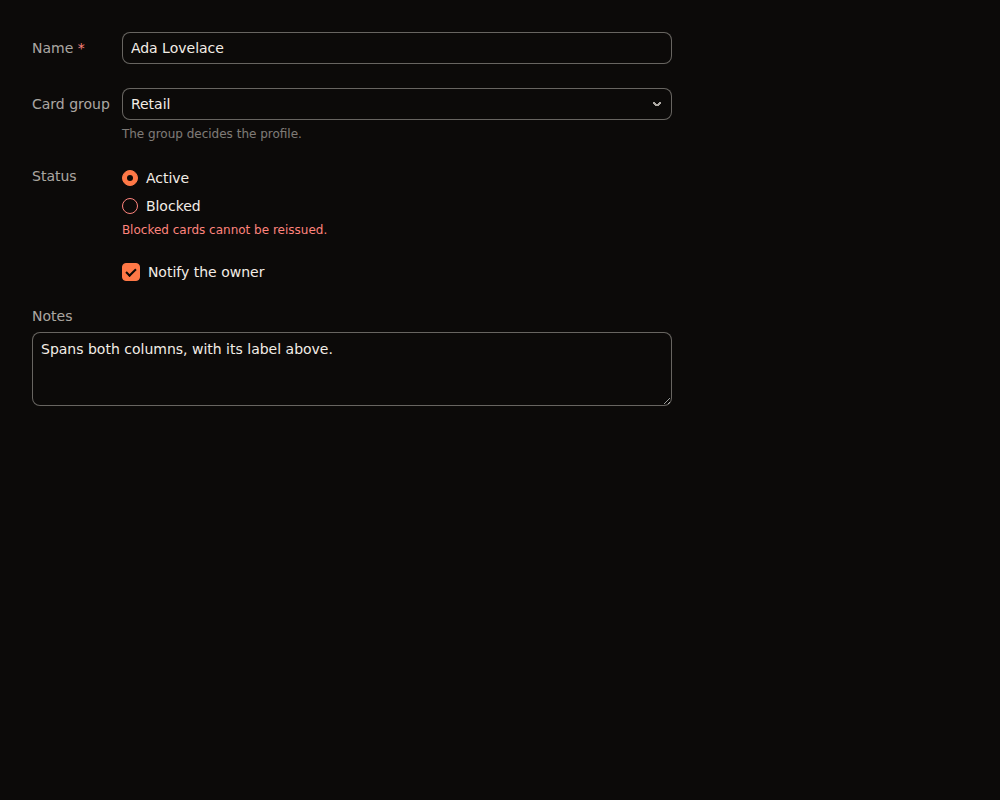 Name *
Ada Lovelace
Card group
Retail
The group decides the profile.
Status
Active
Blocked
Blocked cards cannot be reissued.
Notify the owner
Notes
Spans both columns, with its label above.